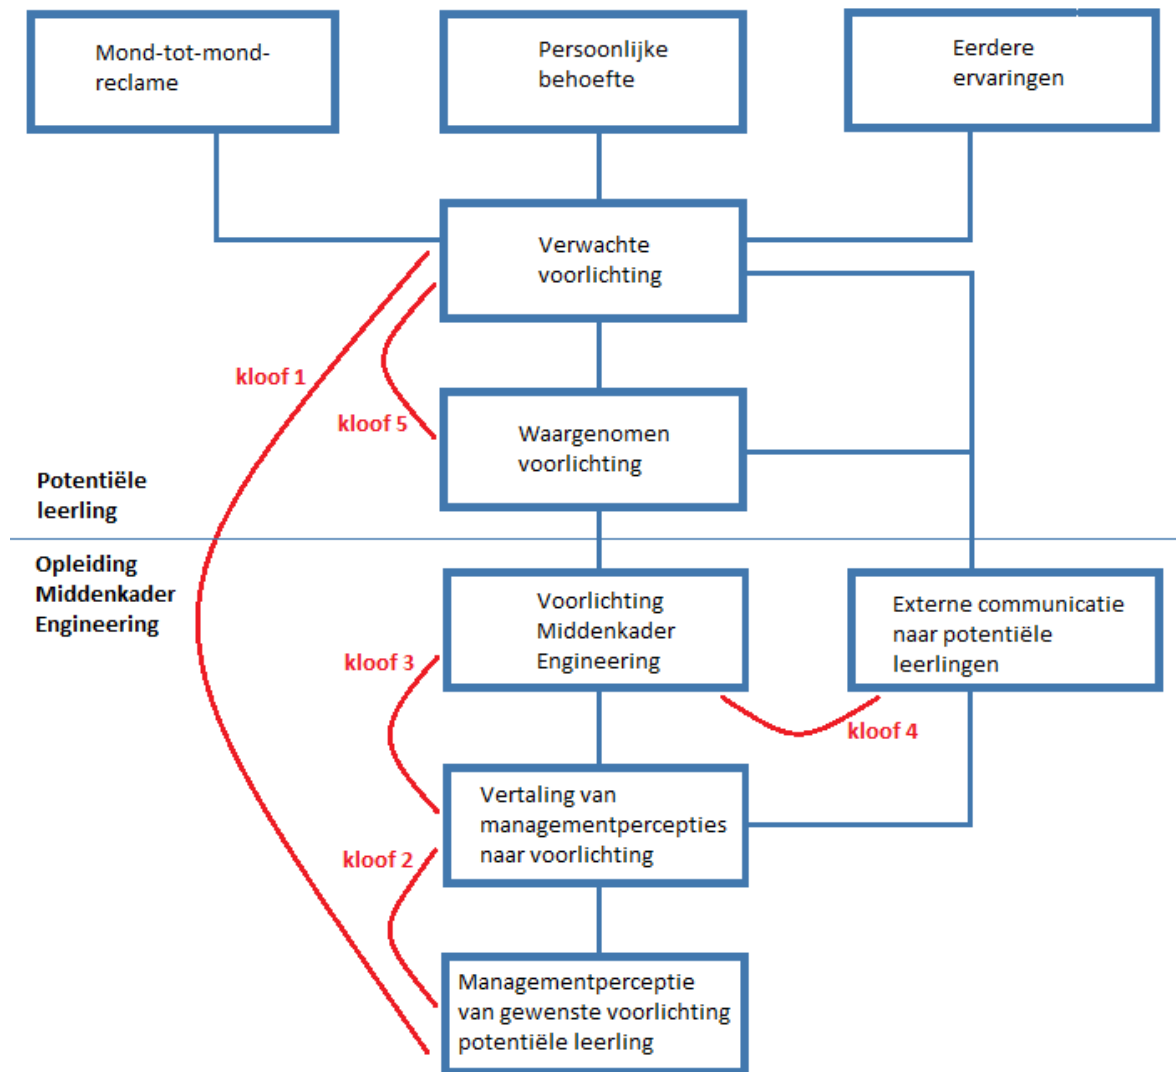 Mond-tot-mond-
reclame
Persoonlijke
behoefte
Eerdere
ervaringen
Verwachte
voorlichting
kloof 1
kloof 5
Waargenomen
voorlichting
Potentiële
leerling
Opleiding
Middenkader
Engineering
Voorlichting
Middenkader
Engineering
Externe communicatie
naar potentiële
leerlingen
kloof 3
kloof 4
Vertaling van
managementpercepties
naar voorlichting
kloof 2
Managementperceptie
van gewenste voorlichting
potentiële leerling